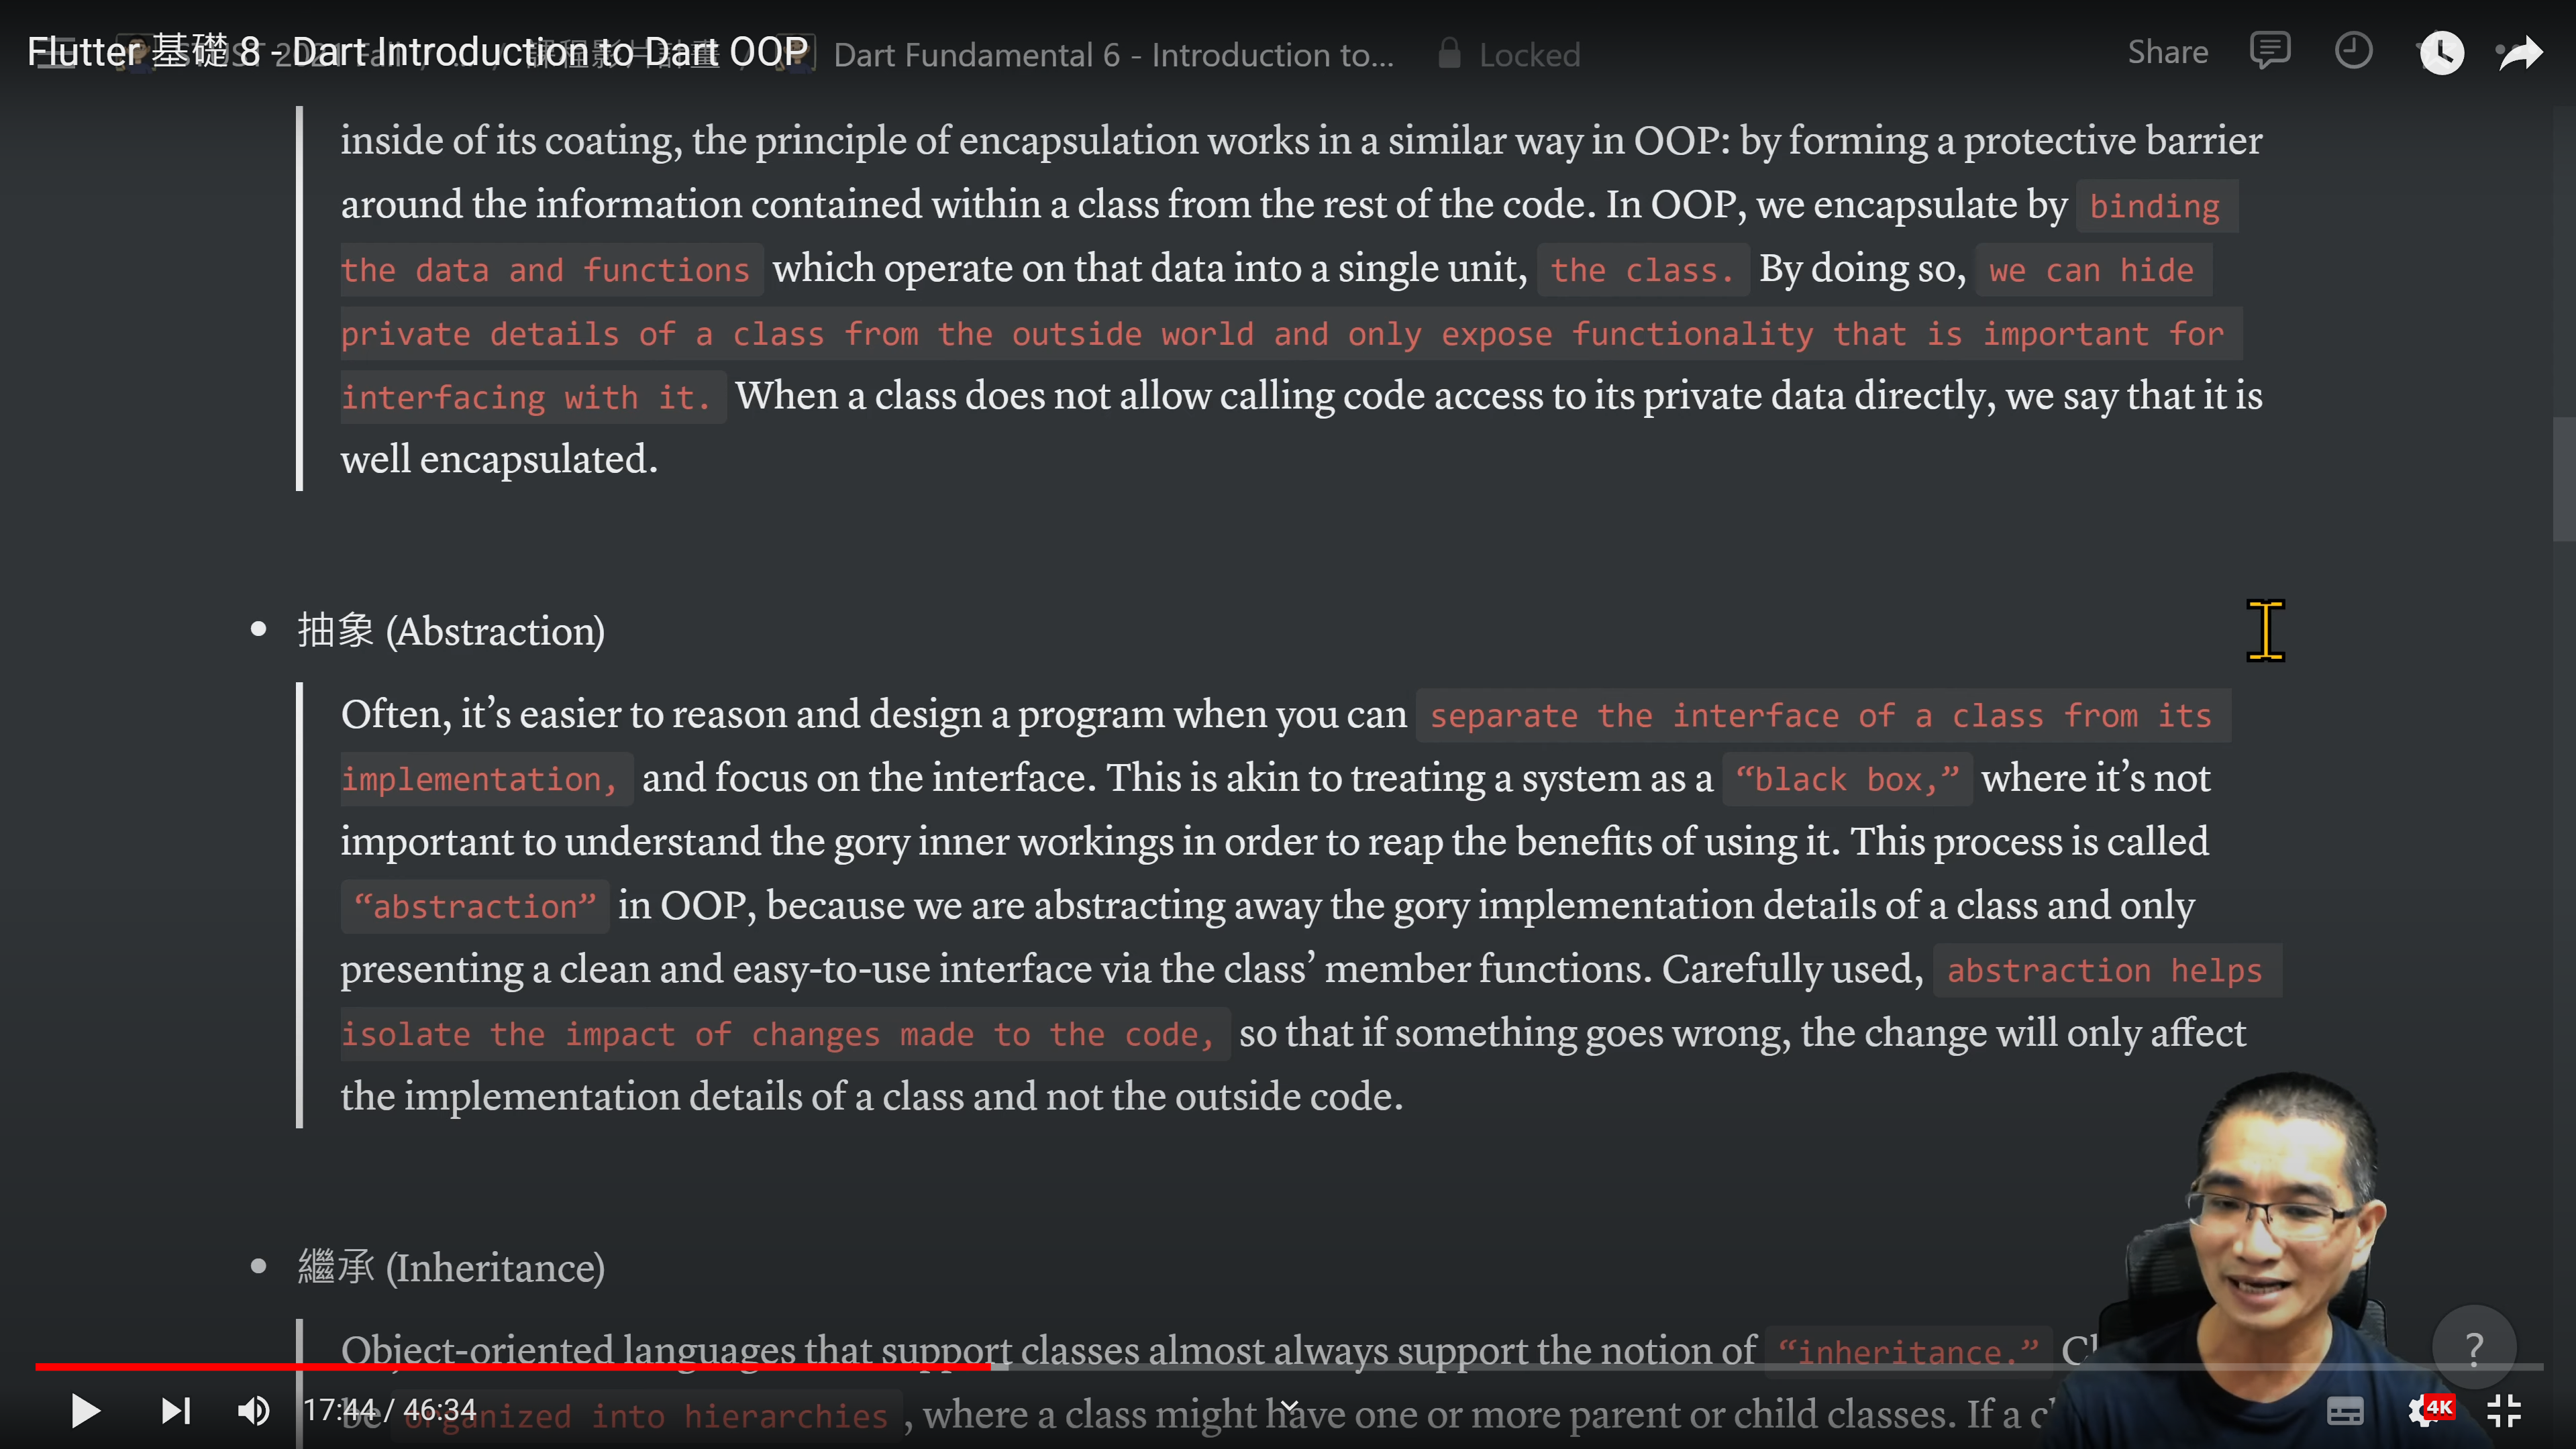 Flutter 基礎 8 - Dart Introduction to Dart OOP
Dart Fundamental 6 - Introduction to...
Locked
Share
inside of its coating, the principle of encapsulation works in a similar way in OOP: by forming a protective barrier
around the information contained within a class from the rest of the code. In OOP, we encapsulate by binding
the data and functions which operate on that data into a single unit, the class. By doing so, we can hide
private details of a class from the outside world and only expose functionality that is important for
interfacing with it. When a class does not allow calling code access to its private data directly, we say that it is
well encapsulated.
• 抽象 (Abstraction)
Often, it’s easier to reason and design a program when you can separate the interface of a class from its
implementation, and focus on the interface. This is akin to treating a system as a “black box,” where it’s not
important to understand the gory inner workings in order to reap the benefits of using it. This process is called
“abstraction” in OOP, because we are abstracting away the gory implementation details of a class and only
presenting a clean and easy-to-use interface via the class’ member functions. Carefully used, abstraction helps
isolate the impact of changes made to the code, so that if something goes wrong, the change will only affect
the implementation details of a class and not the outside code.
• 繼承 (Inheritance)
Object-oriented languages that support classes almost always support the notion of “inheritance.”
be organized into hierarchies , where a class might have one or more parent or child classes. If a
17:44 / 46:34
?
4K